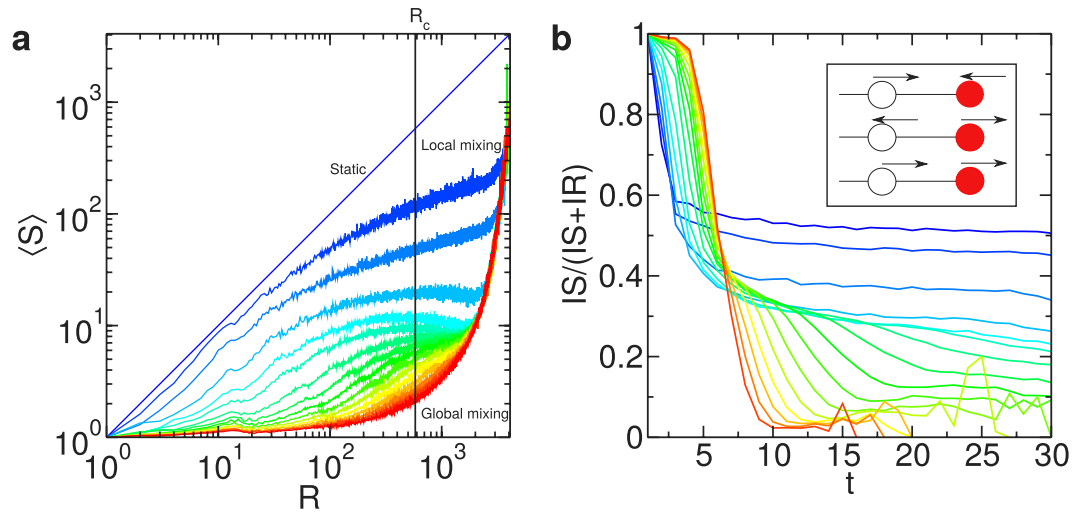 a
R_c
⟨S⟩
10^3
10^2
10^1
10^0
Static
Local mixing
Global mixing
10^0 10^1 10^2 10^3
R
b
IS/(IS+IR)
1
0.8
0.6
0.4
0.2
0
5 10 15 20 25 30
t